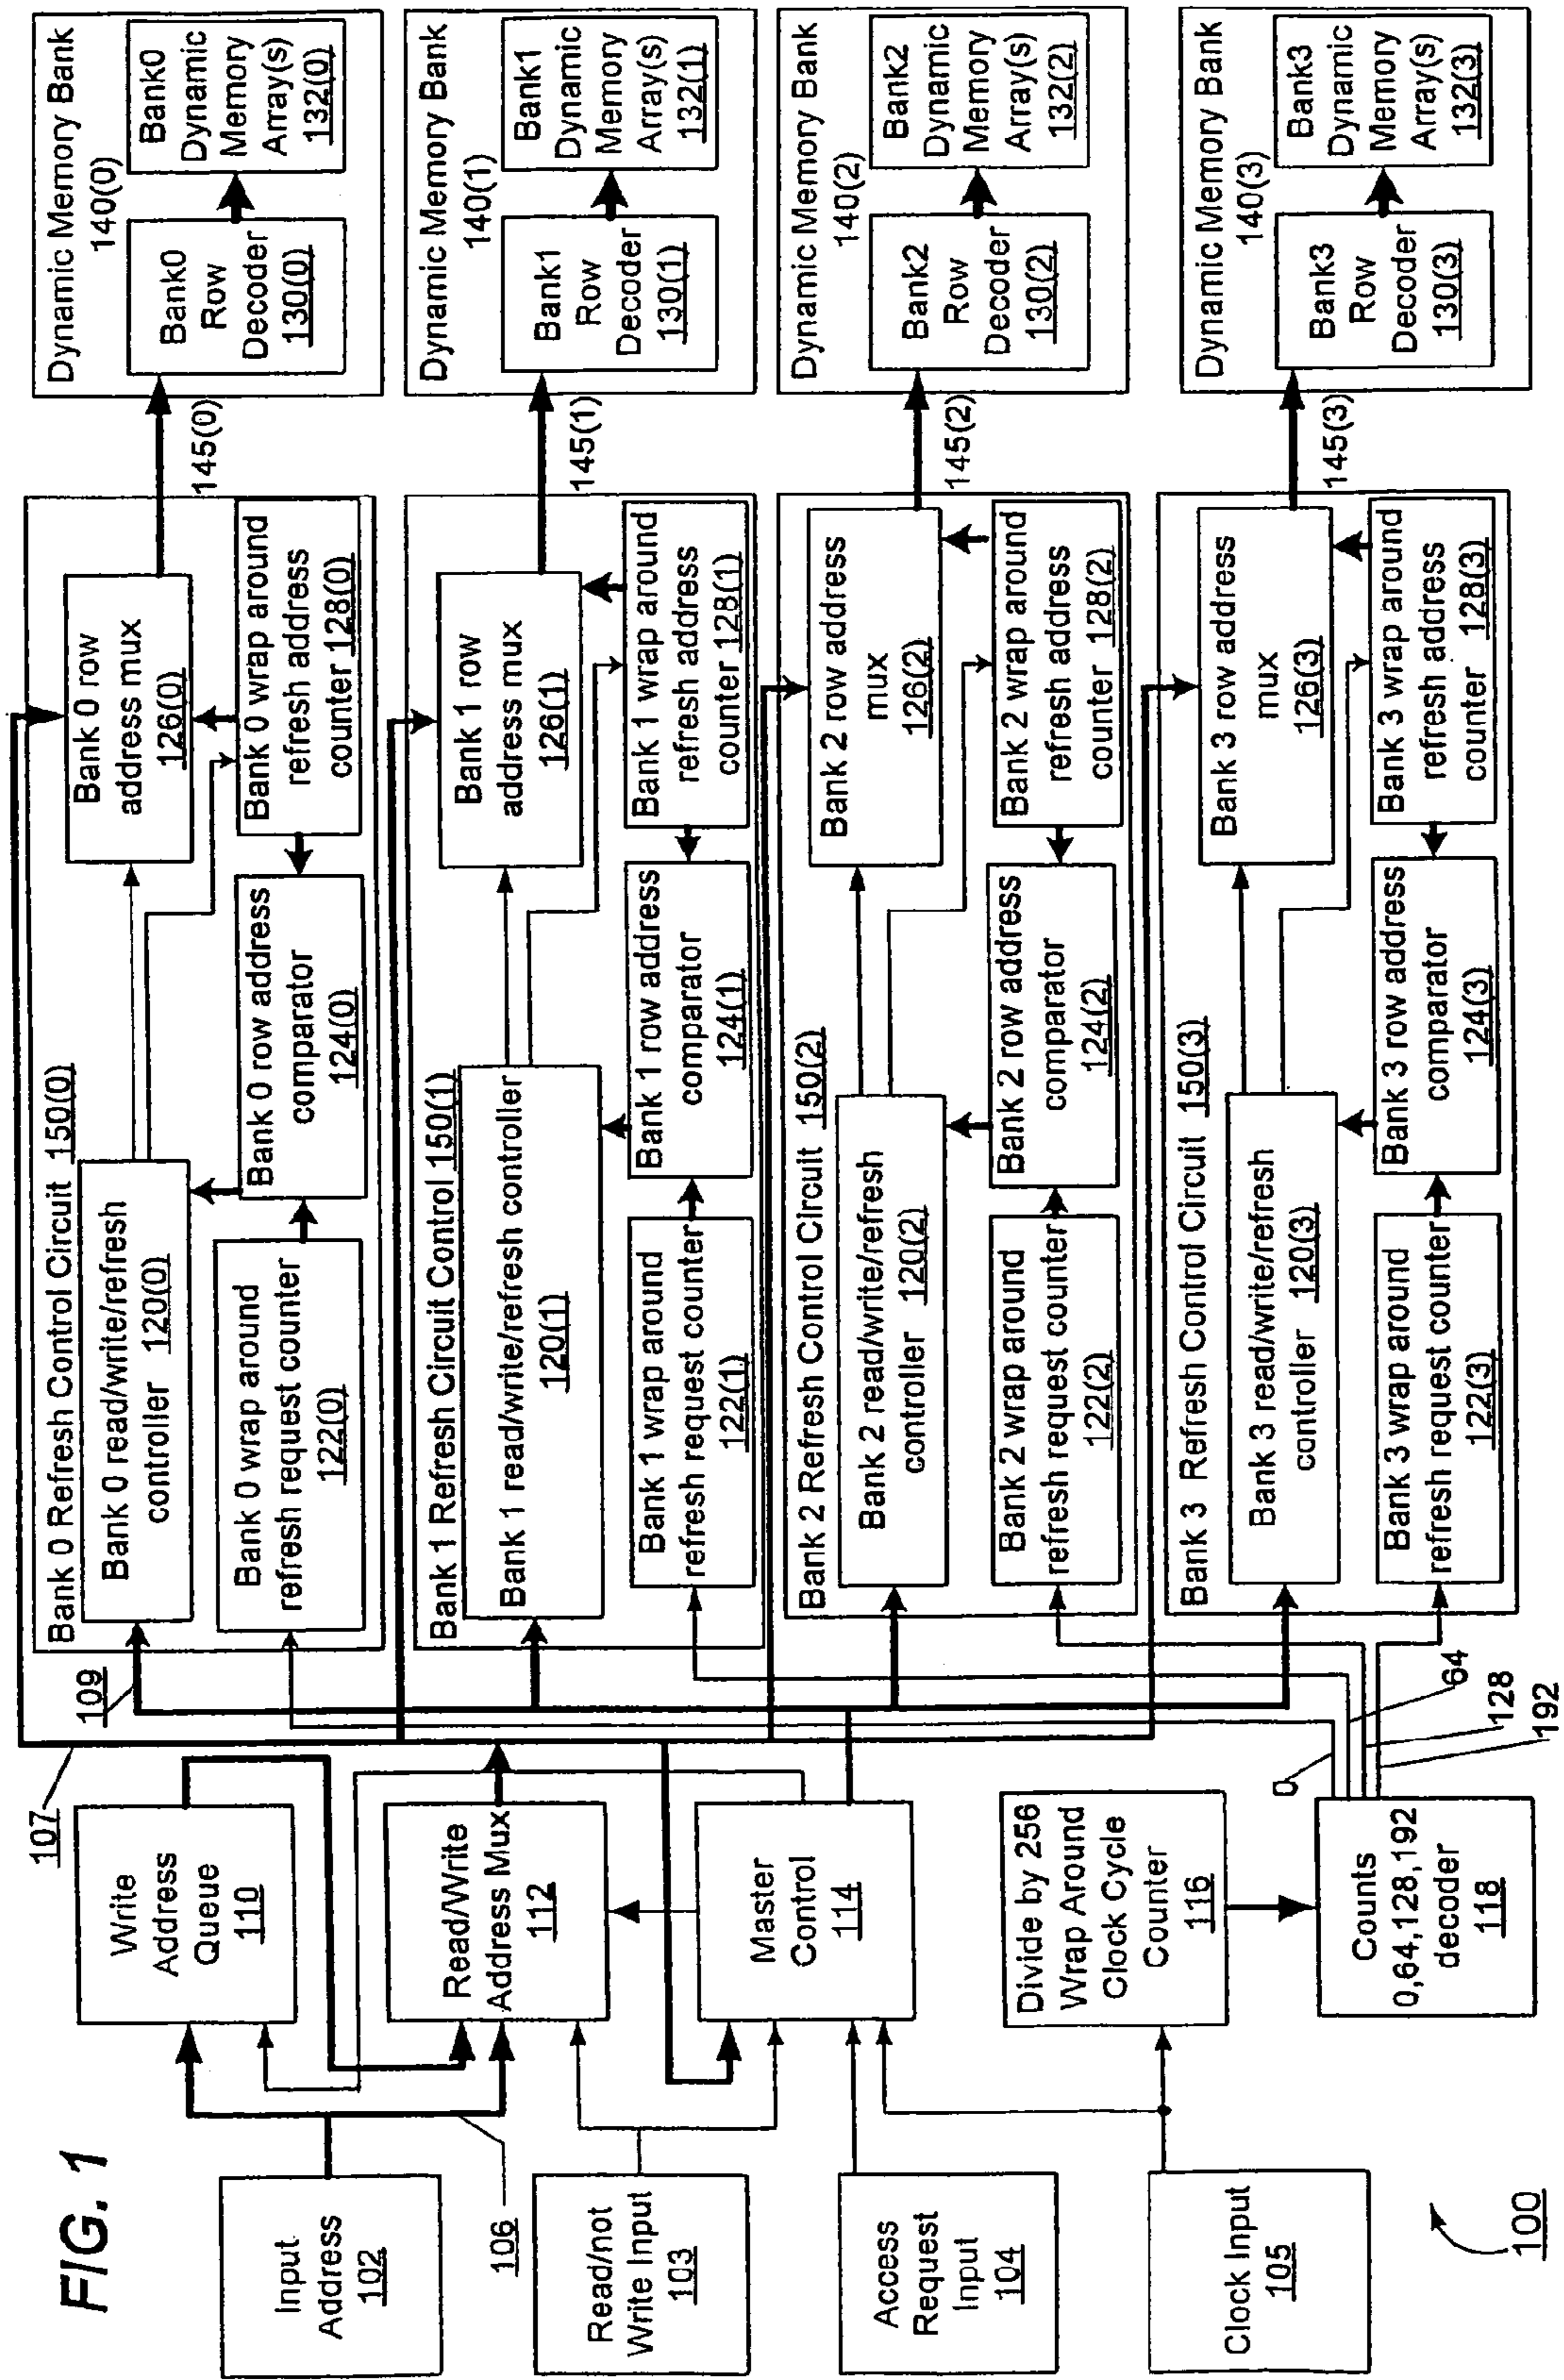 FIG. 1
Input
Address
102
Read/not
Write Input
103
Access
Request
Input
104
Clock Input
105
100
106
107
109
Write
Address
Queue
110
Read/Write
Address Mux
112
Master
Control
114
Divide by 256
Wrap Around
Clock Cycle
Counter
116
Counts
0,64,128,192
decoder
118
0
64
128
192
Bank 0 Refresh Control Circuit 150(0)
Bank 0 read/write/refresh
controller 120(0)
Bank 0 wrap around
refresh request counter
122(0)
Bank 0 row address
comparator
124(0)
Bank 0 row
address mux
126(0)
Bank 0 wrap around
refresh address
counter 128(0)
145(0)
Dynamic Memory Bank
140(0)
Bank0
Row
Decoder
130(0)
Bank0
Dynamic
Memory
Array(s)
132(0)
Bank 1 Refresh Circuit Control 150(1)
Bank 1 read/write/refresh controller
120(1)
Bank 1 wrap around
refresh request counter
122(1)
Bank 1 row address
comparator
124(1)
Bank 1 row
address mux
126(1)
Bank 1 wrap around
refresh address
counter 128(1)
145(1)
Dynamic Memory Bank
140(1)
Bank1
Row
Decoder
130(1)
Bank1
Dynamic
Memory
Array(s)
132(1)
Bank 2 Refresh Control Circuit 150(2)
Bank 2 read/write/refresh
controller 120(2)
Bank 2 wrap around
refresh request counter
122(2)
Bank 2 row address
comparator
124(2)
Bank 2 row address
mux
126(2)
Bank 2 wrap around
refresh address
counter 128(2)
145(2)
Dynamic Memory Bank
140(2)
Bank2
Row
Decoder
130(2)
Bank2
Dynamic
Memory
Array(s)
132(2)
Bank 3 Refresh Control Circuit 150(3)
Bank 3 read/write/refresh
controller 120(3)
Bank 3 wrap around
refresh request counter
122(3)
Bank 3 row address
comparator
124(3)
Bank 3 row address
mux
126(3)
Bank 3 wrap around
refresh address
counter 128(3)
145(3)
Dynamic Memory Bank
140(3)
Bank3
Row
Decoder
130(3)
Bank3
Dynamic
Memory
Array(s)
132(3)